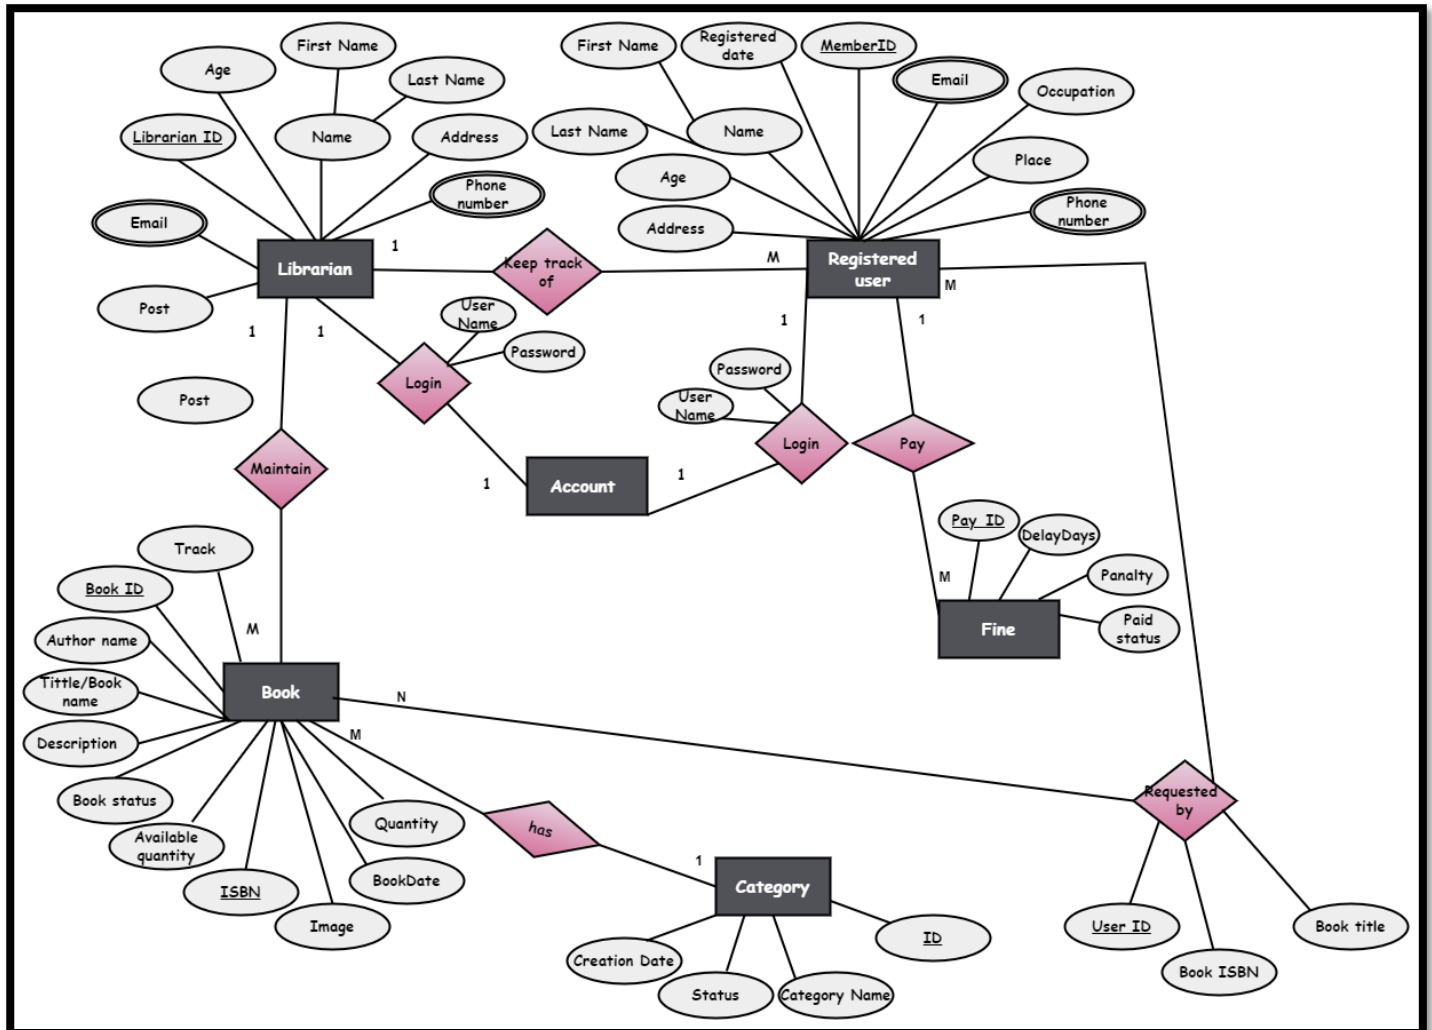 First Name
Age
Last Name
Librarian ID
Name
Address
Phone
number
Email
Librarian
Post
Post
1
1
1
Keep track
of
M
First Name
Registered
date
MemberID
Email
Occupation
Last Name
Name
Place
Age
Phone
number
Address
Registered
user
M
1
1
User
Name
Password
Login
1
Account
1
Password
User
Name
Login
Pay
M
Pay ID
DelayDays
Panalty
Paid
status
Fine
Maintain
M
Track
Book ID
Author name
Tittle/Book
name
Description
Book status
Available
quantity
ISBN
Image
BookDate
Quantity
Book
N
M
has
1
Category
Creation Date
Status
Category Name
ID
Requested
by
User ID
Book ISBN
Book title